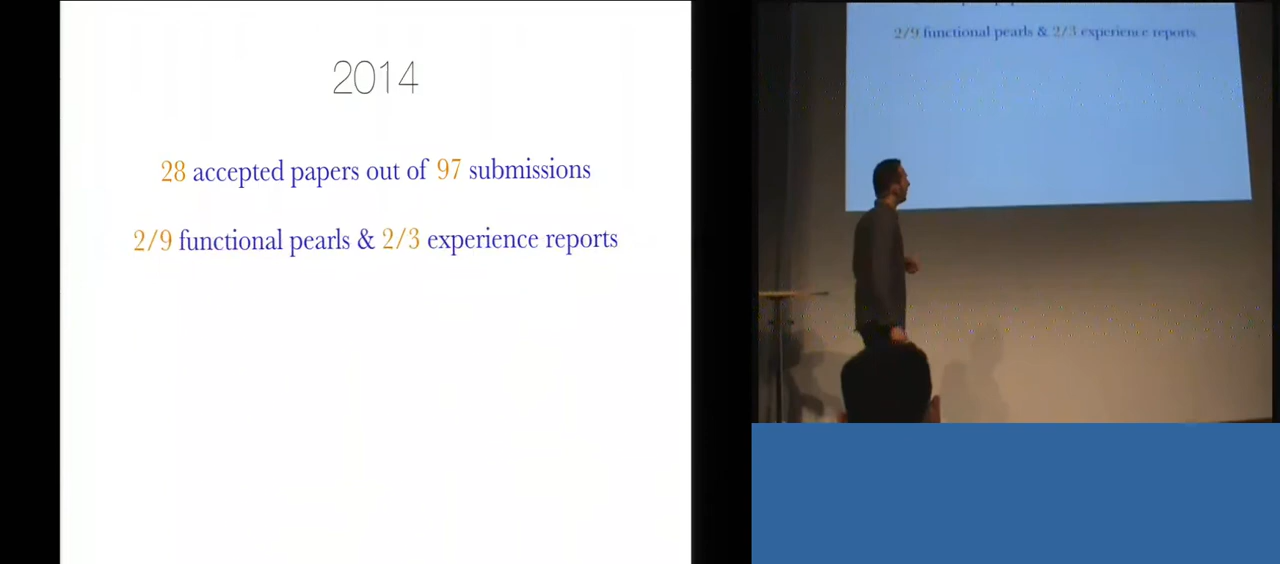 2014
28 accepted papers out of 97 submissions
2/9 functional pearls & 2/3 experience reports
2/9 functional pearls & 2/3 experience reports